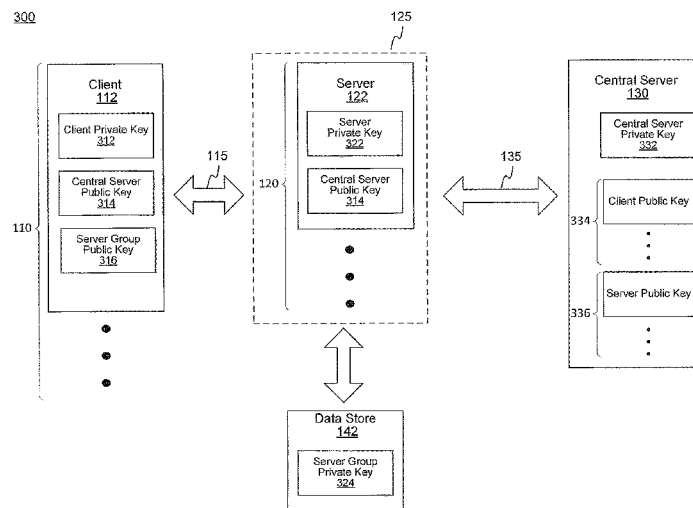 300
125
Client
112
Client Private Key
312
Central Server
Public Key
314
Server Group
Public Key
316
110
115
Server
122
Server
Private Key
322
Central Server
Public Key
314
120
135
Central Server
130
Central Server
Private Key
332
Client Public Key
334
Server Public Key
336
Data Store
142
Server Group
Private Key
324